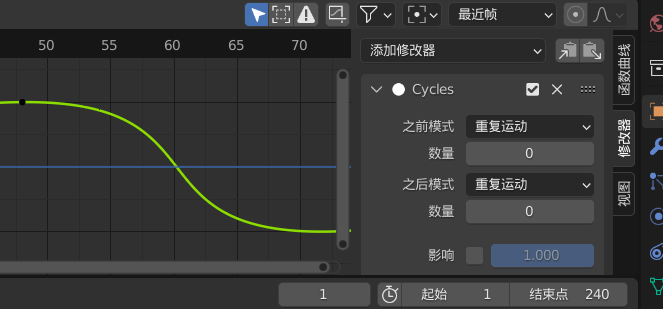 最近帧
50 55 60 65 70
添加修改器
Cycles
之前模式 重复运动
数量 0
之后模式 重复运动
数量 0
影响 1.000
函数曲线
修改器
视图
1 起始 1 结束点 240